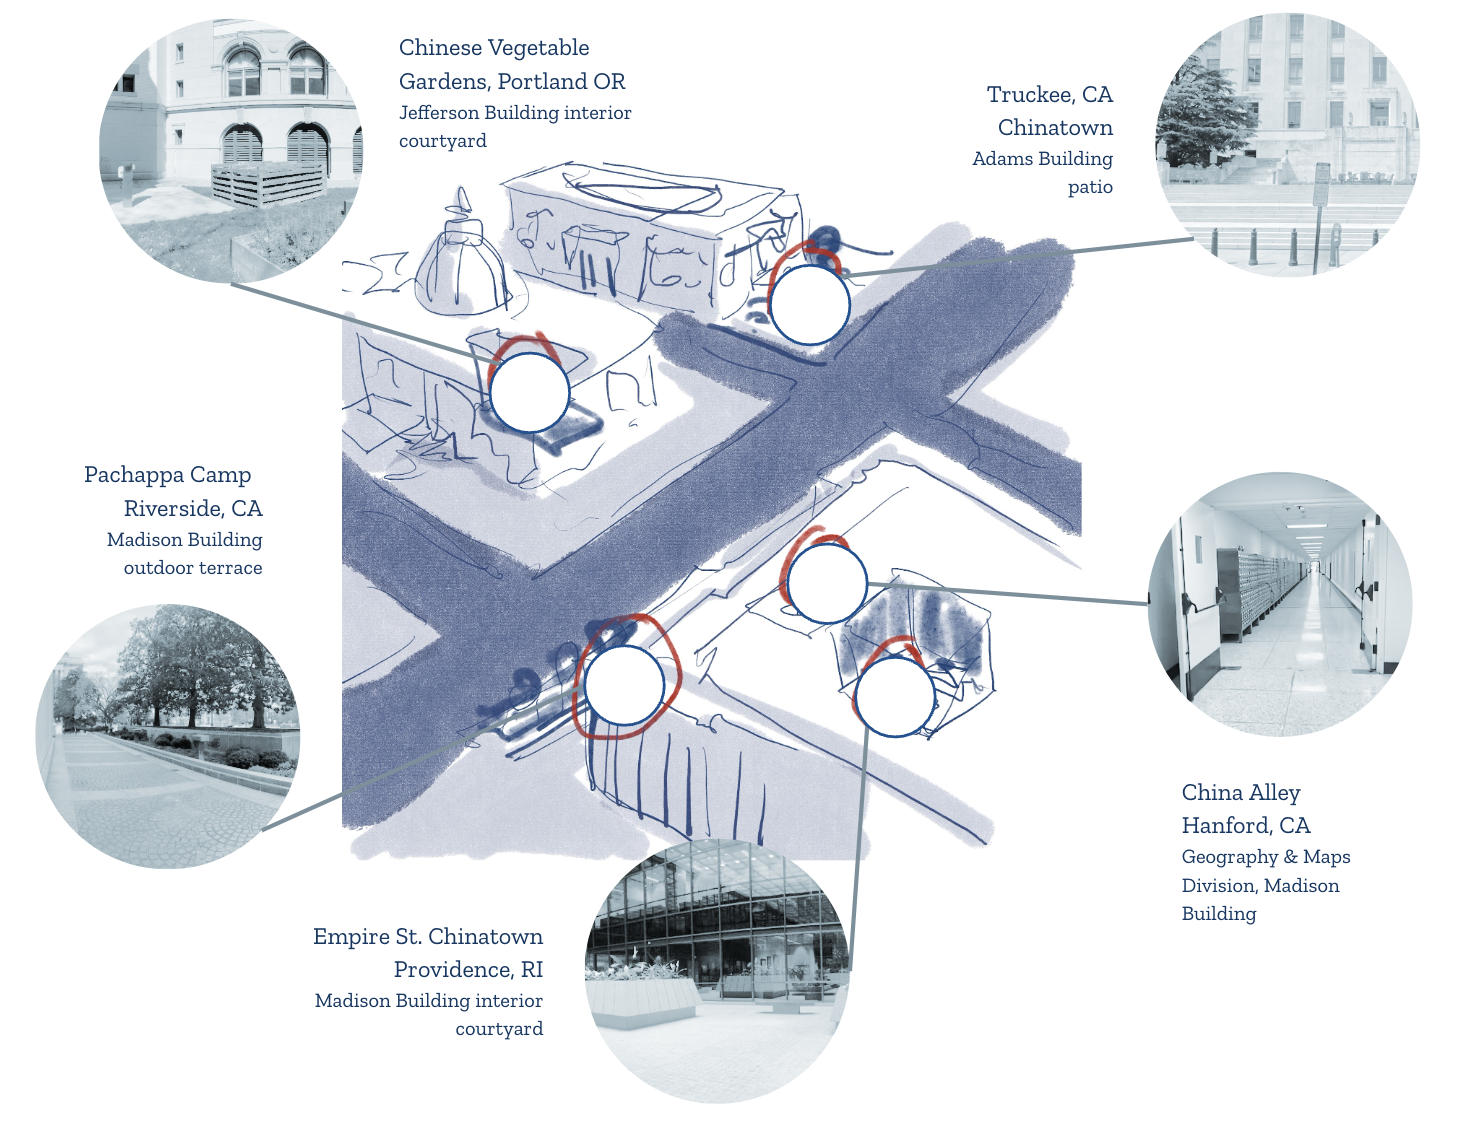 Chinese Vegetable
Gardens, Portland OR
Jefferson Building interior
courtyard
Truckee, CA
Chinatown
Adams Building
patio
Pachappa Camp
Riverside, CA
Madison Building
outdoor terrace
China Alley
Hanford, CA
Geography & Maps
Division, Madison
Building
Empire St. Chinatown
Providence, RI
Madison Building interior
courtyard